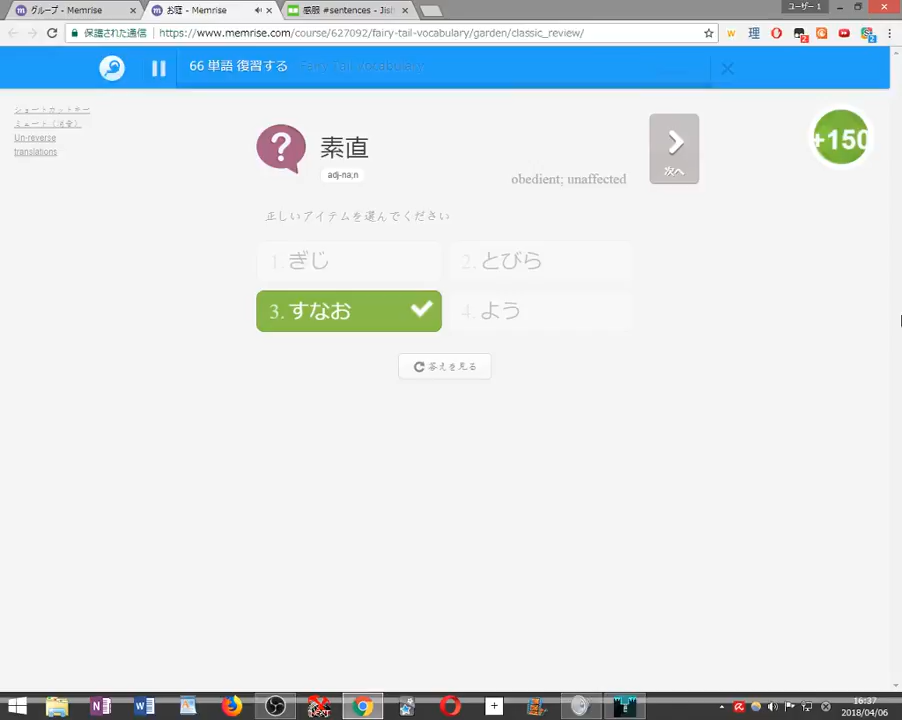 グループ - Memrise
お庭 - Memrise
感服 #sentences - Jish
ユーザー 1
保護された通信
https://www.memrise.com/course/627092/fairy-tail-vocabulary/garden/classic_review/
66 単語 復習する
Fairy tail vocabulary
ショートカットキー
ミュート（消音）
Un-reverse
translations
素直
adj-na,n
obedient; unaffected
次へ
+150
正しいアイテムを選んでください
1. ぎじ
2. とびら
3. すなお
4. よう
答えを見る
16:37
2018/04/06